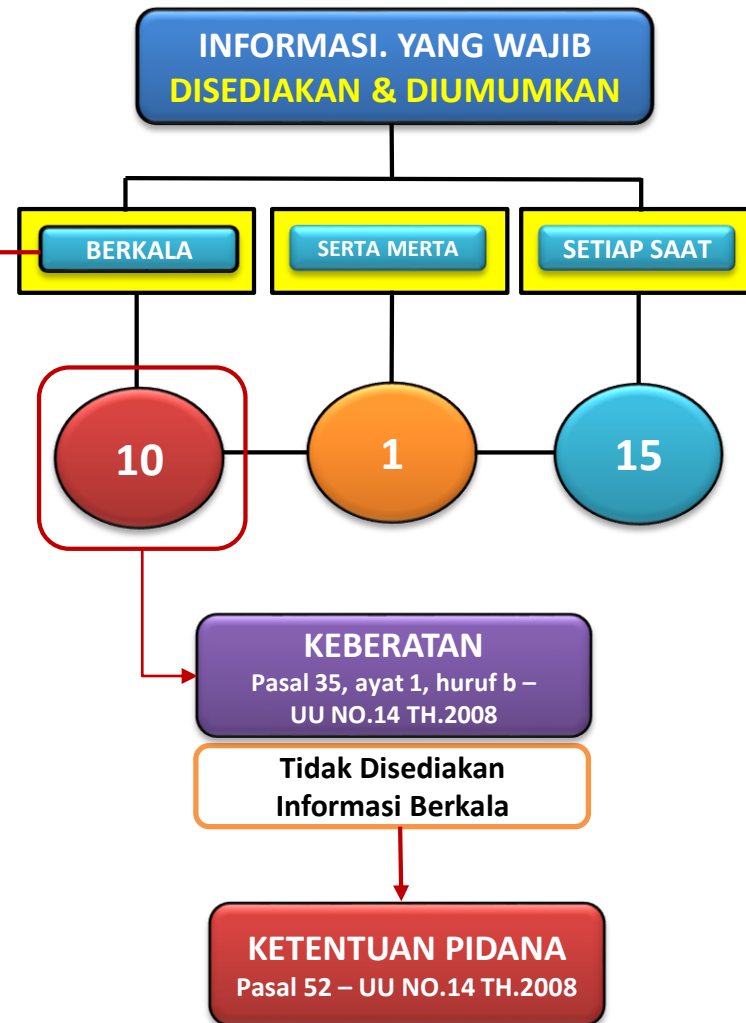 INFORMASI. YANG WAJIB
DISEDIAKAN & DIUMUMKAN
BERKALA
SERTA MERTA
SETIAP SAAT
10
1
15
KEBERATAN
Pasal 35, ayat 1, huruf b –
UU NO.14 TH.2008
Tidak Disediakan
Informasi Berkala
KETENTUAN PIDANA
Pasal 52 – UU NO.14 TH.2008